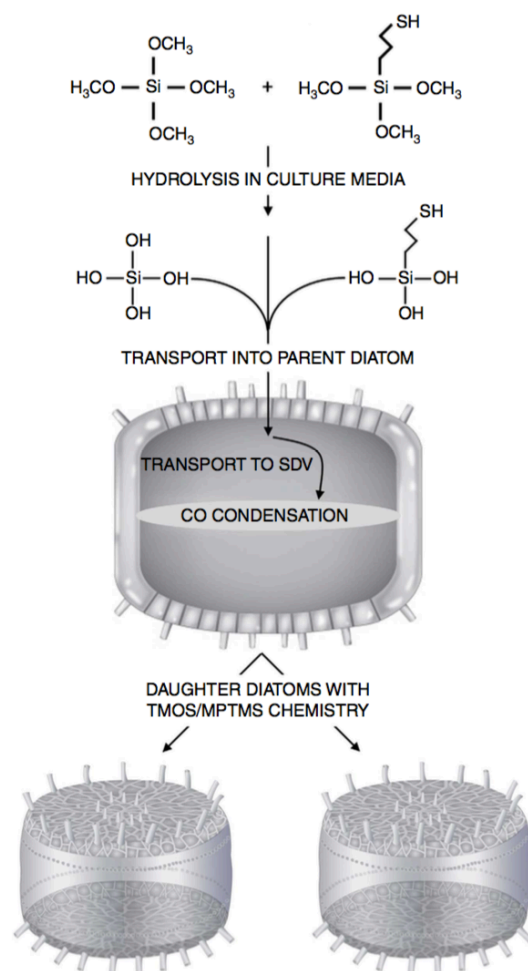 SH
OCH₃
H₃CO — Si — OCH₃ + H₃CO — Si — OCH₃
OCH₃ OCH₃
HYDROLYSIS IN CULTURE MEDIA
SH
OH
HO — Si — OH HO — Si — OH
OH OH
TRANSPORT INTO PARENT DIATOM
TRANSPORT TO SDV
CO CONDENSATION
DAUGHTER DIATOMS WITH
TMOS/MPTMS CHEMISTRY